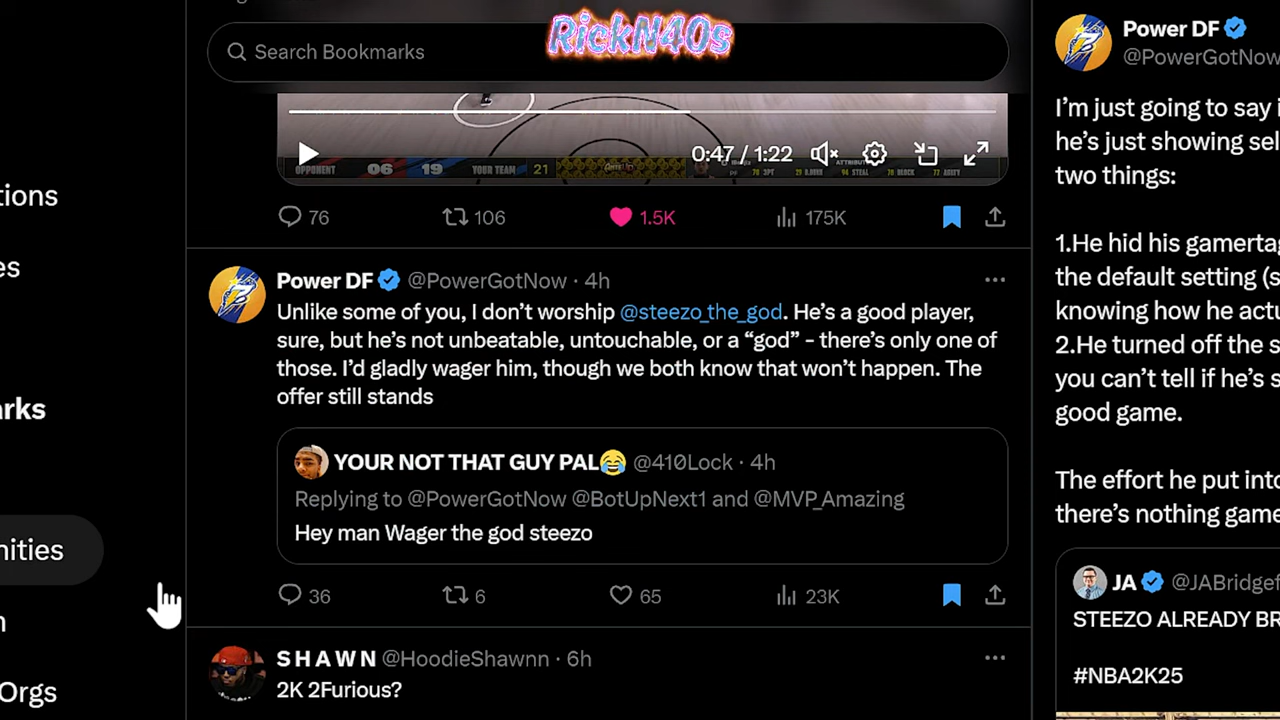 RickN40s
Search Bookmarks
OPPONENT 06 19 YOUR TEAM 21
0:47 / 1:22
76 106 1.5K 175K
Power DF @PowerGotNow · 4h
Unlike some of you, I don't worship @steezo_the_god. He's a good player,
sure, but he's not unbeatable, untouchable, or a “god” - there's only one of
those. I'd gladly wager him, though we both know that won't happen. The
offer still stands
YOUR NOT THAT GUY PAL😂 @410Lock · 4h
Replying to @PowerGotNow @BotUpNext1 and @MVP_Amazing
Hey man Wager the god steezo
36 6 65 23K
S H A W N @HoodieShawnn · 6h
2K 2Furious?
tions
es
rks
nities
n
Orgs
Power DF
@PowerGotNow
I'm just going to say i
he's just showing sel
two things:
1.He hid his gamertag
the default setting (s
knowing how he actu
2.He turned off the s
you can't tell if he's s
good game.
The effort he put into
there's nothing game
JA @JABridgef
STEEZO ALREADY BR
#NBA2K25